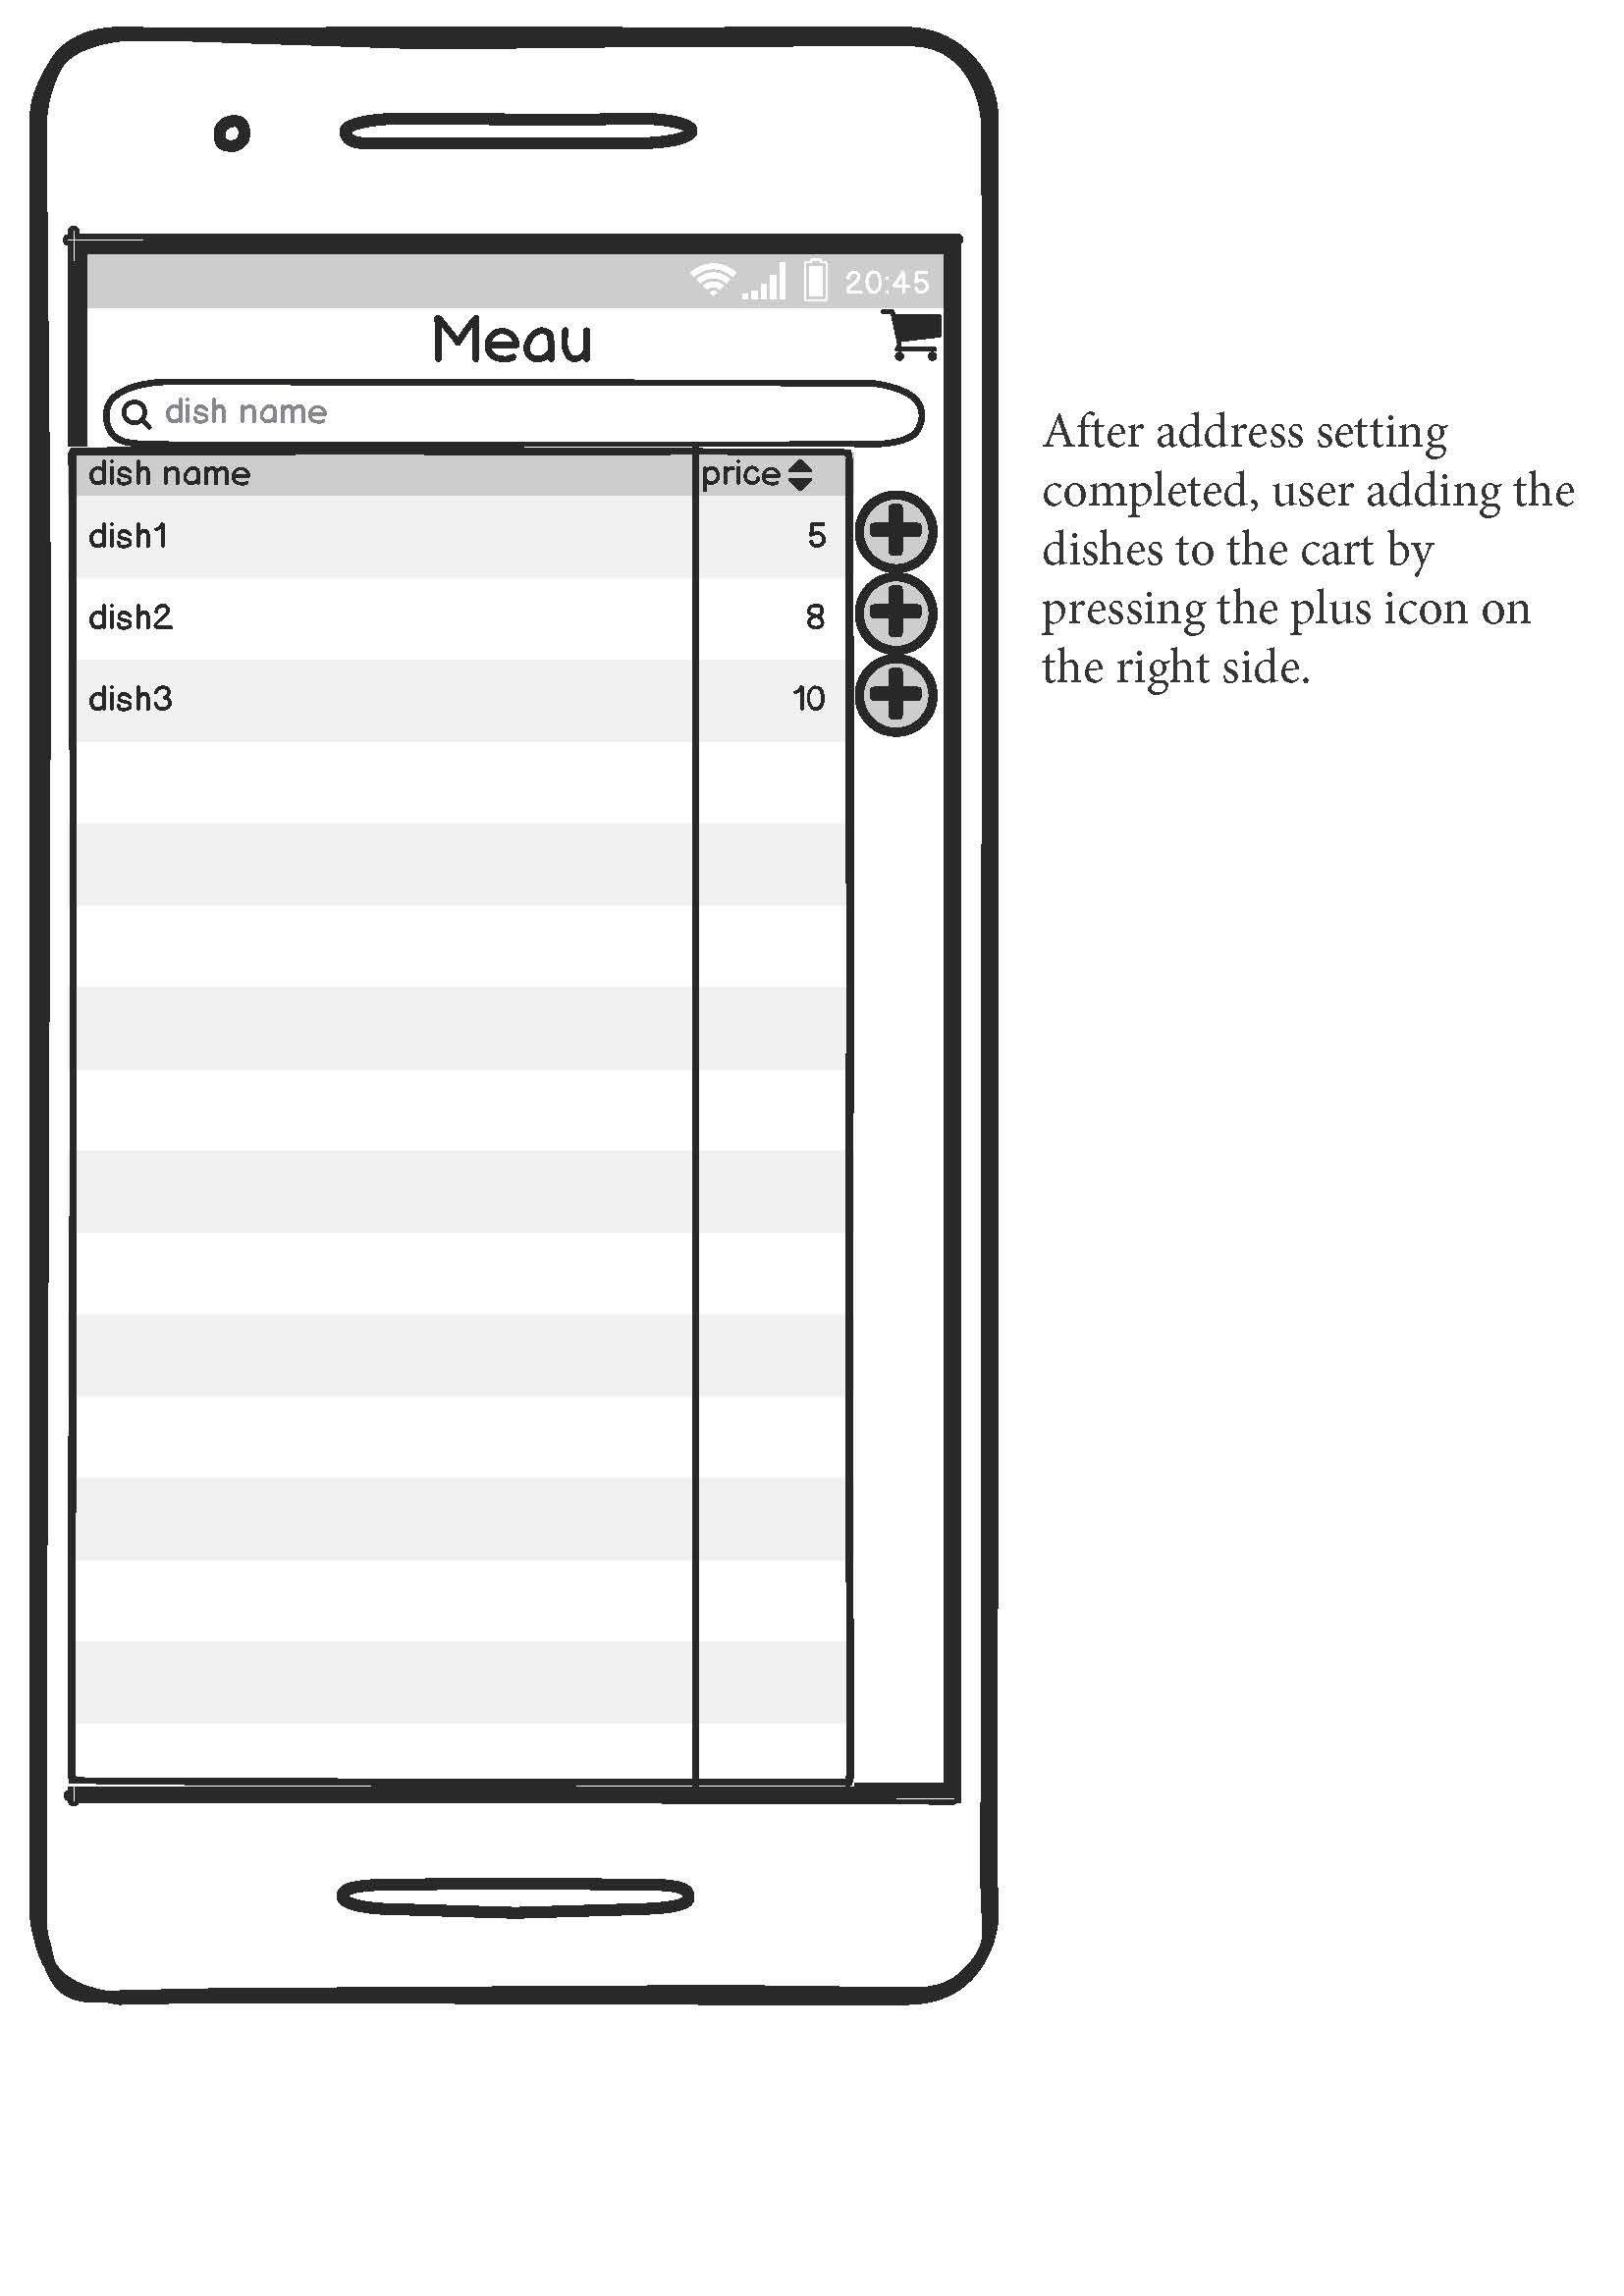 20:45
Meau
dish name
dish name price
dish1 5
dish2 8
dish3 10
After address setting
completed, user adding the
dishes to the cart by
pressing the plus icon on
the right side.